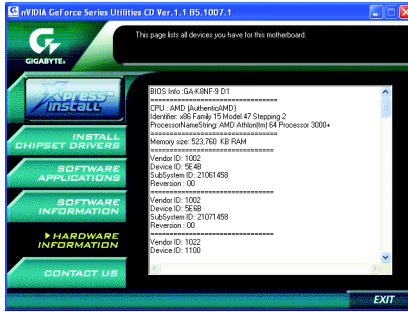 nVIDIA GeForce Series Utilities CD Ver.1.1 B5.1007.1
GIGABYTE™
This page lists all devices you have for this motherboard.
Xpress-
Install
INSTALL
CHIPSET DRIVERS
SOFTWARE
APPLICATIONS
SOFTWARE
INFORMATION
HARDWARE
INFORMATION
CONTACT US
BIOS Info :GA-K8NF-9 D1
==============================
CPU : AMD (AuthenticAMD)
Identifier: x86 Family 15 Model 47 Stepping 2
ProcessorNameString: AMD Athlon(tm) 64 Processor 3000+
==============================
Memory size: 523,760 KB RAM
==============================
Vendor ID: 1002
Device ID: 5E4B
SubSystem ID: 21061458
Reversion : 00
==============================
Vendor ID: 1002
Device ID: 5E6B
SubSystem ID: 21071458
Reversion : 00
==============================
Vendor ID: 1022
Device ID: 1100
EXIT